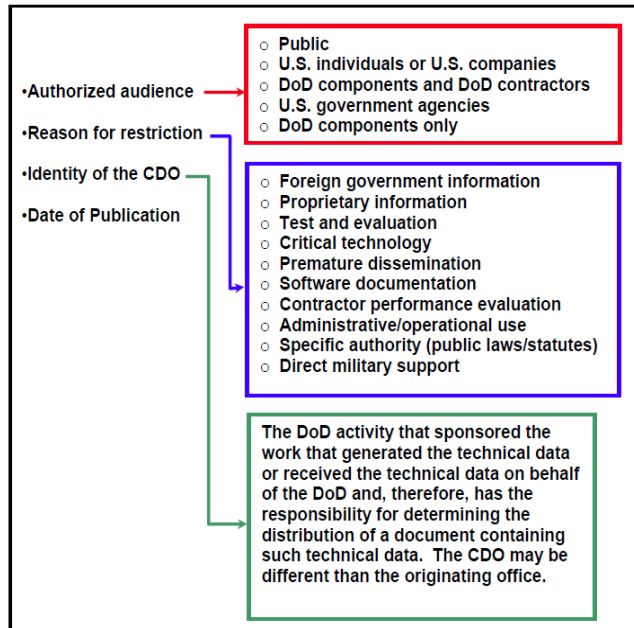 •Authorized audience
•Reason for restriction
•Identity of the CDO
•Date of Publication
○ Public
○ U.S. individuals or U.S. companies
○ DoD components and DoD contractors
○ U.S. government agencies
○ DoD components only
○ Foreign government information
○ Proprietary information
○ Test and evaluation
○ Critical technology
○ Premature dissemination
○ Software documentation
○ Contractor performance evaluation
○ Administrative/operational use
○ Specific authority (public laws/statutes)
○ Direct military support
The DoD activity that sponsored the
work that generated the technical data
or received the technical data on behalf
of the DoD and, therefore, has the
responsibility for determining the
distribution of a document containing
such technical data.  The CDO may be
different than the originating office.